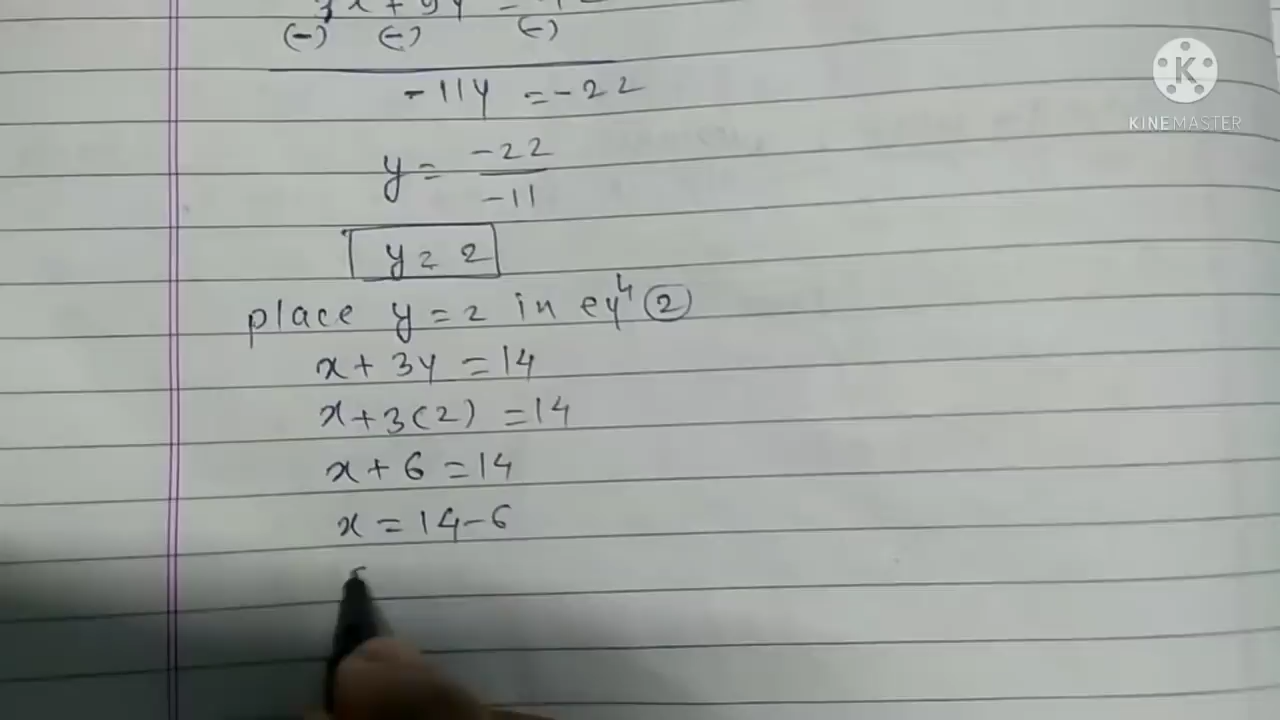 (-) (-) (-)
-11y = -22
y = -22
-11
y = 2
place y = 2 in eqn 2
x + 3y = 14
x + 3(2) = 14
x + 6 = 14
x = 14 - 6
KINEMASTER